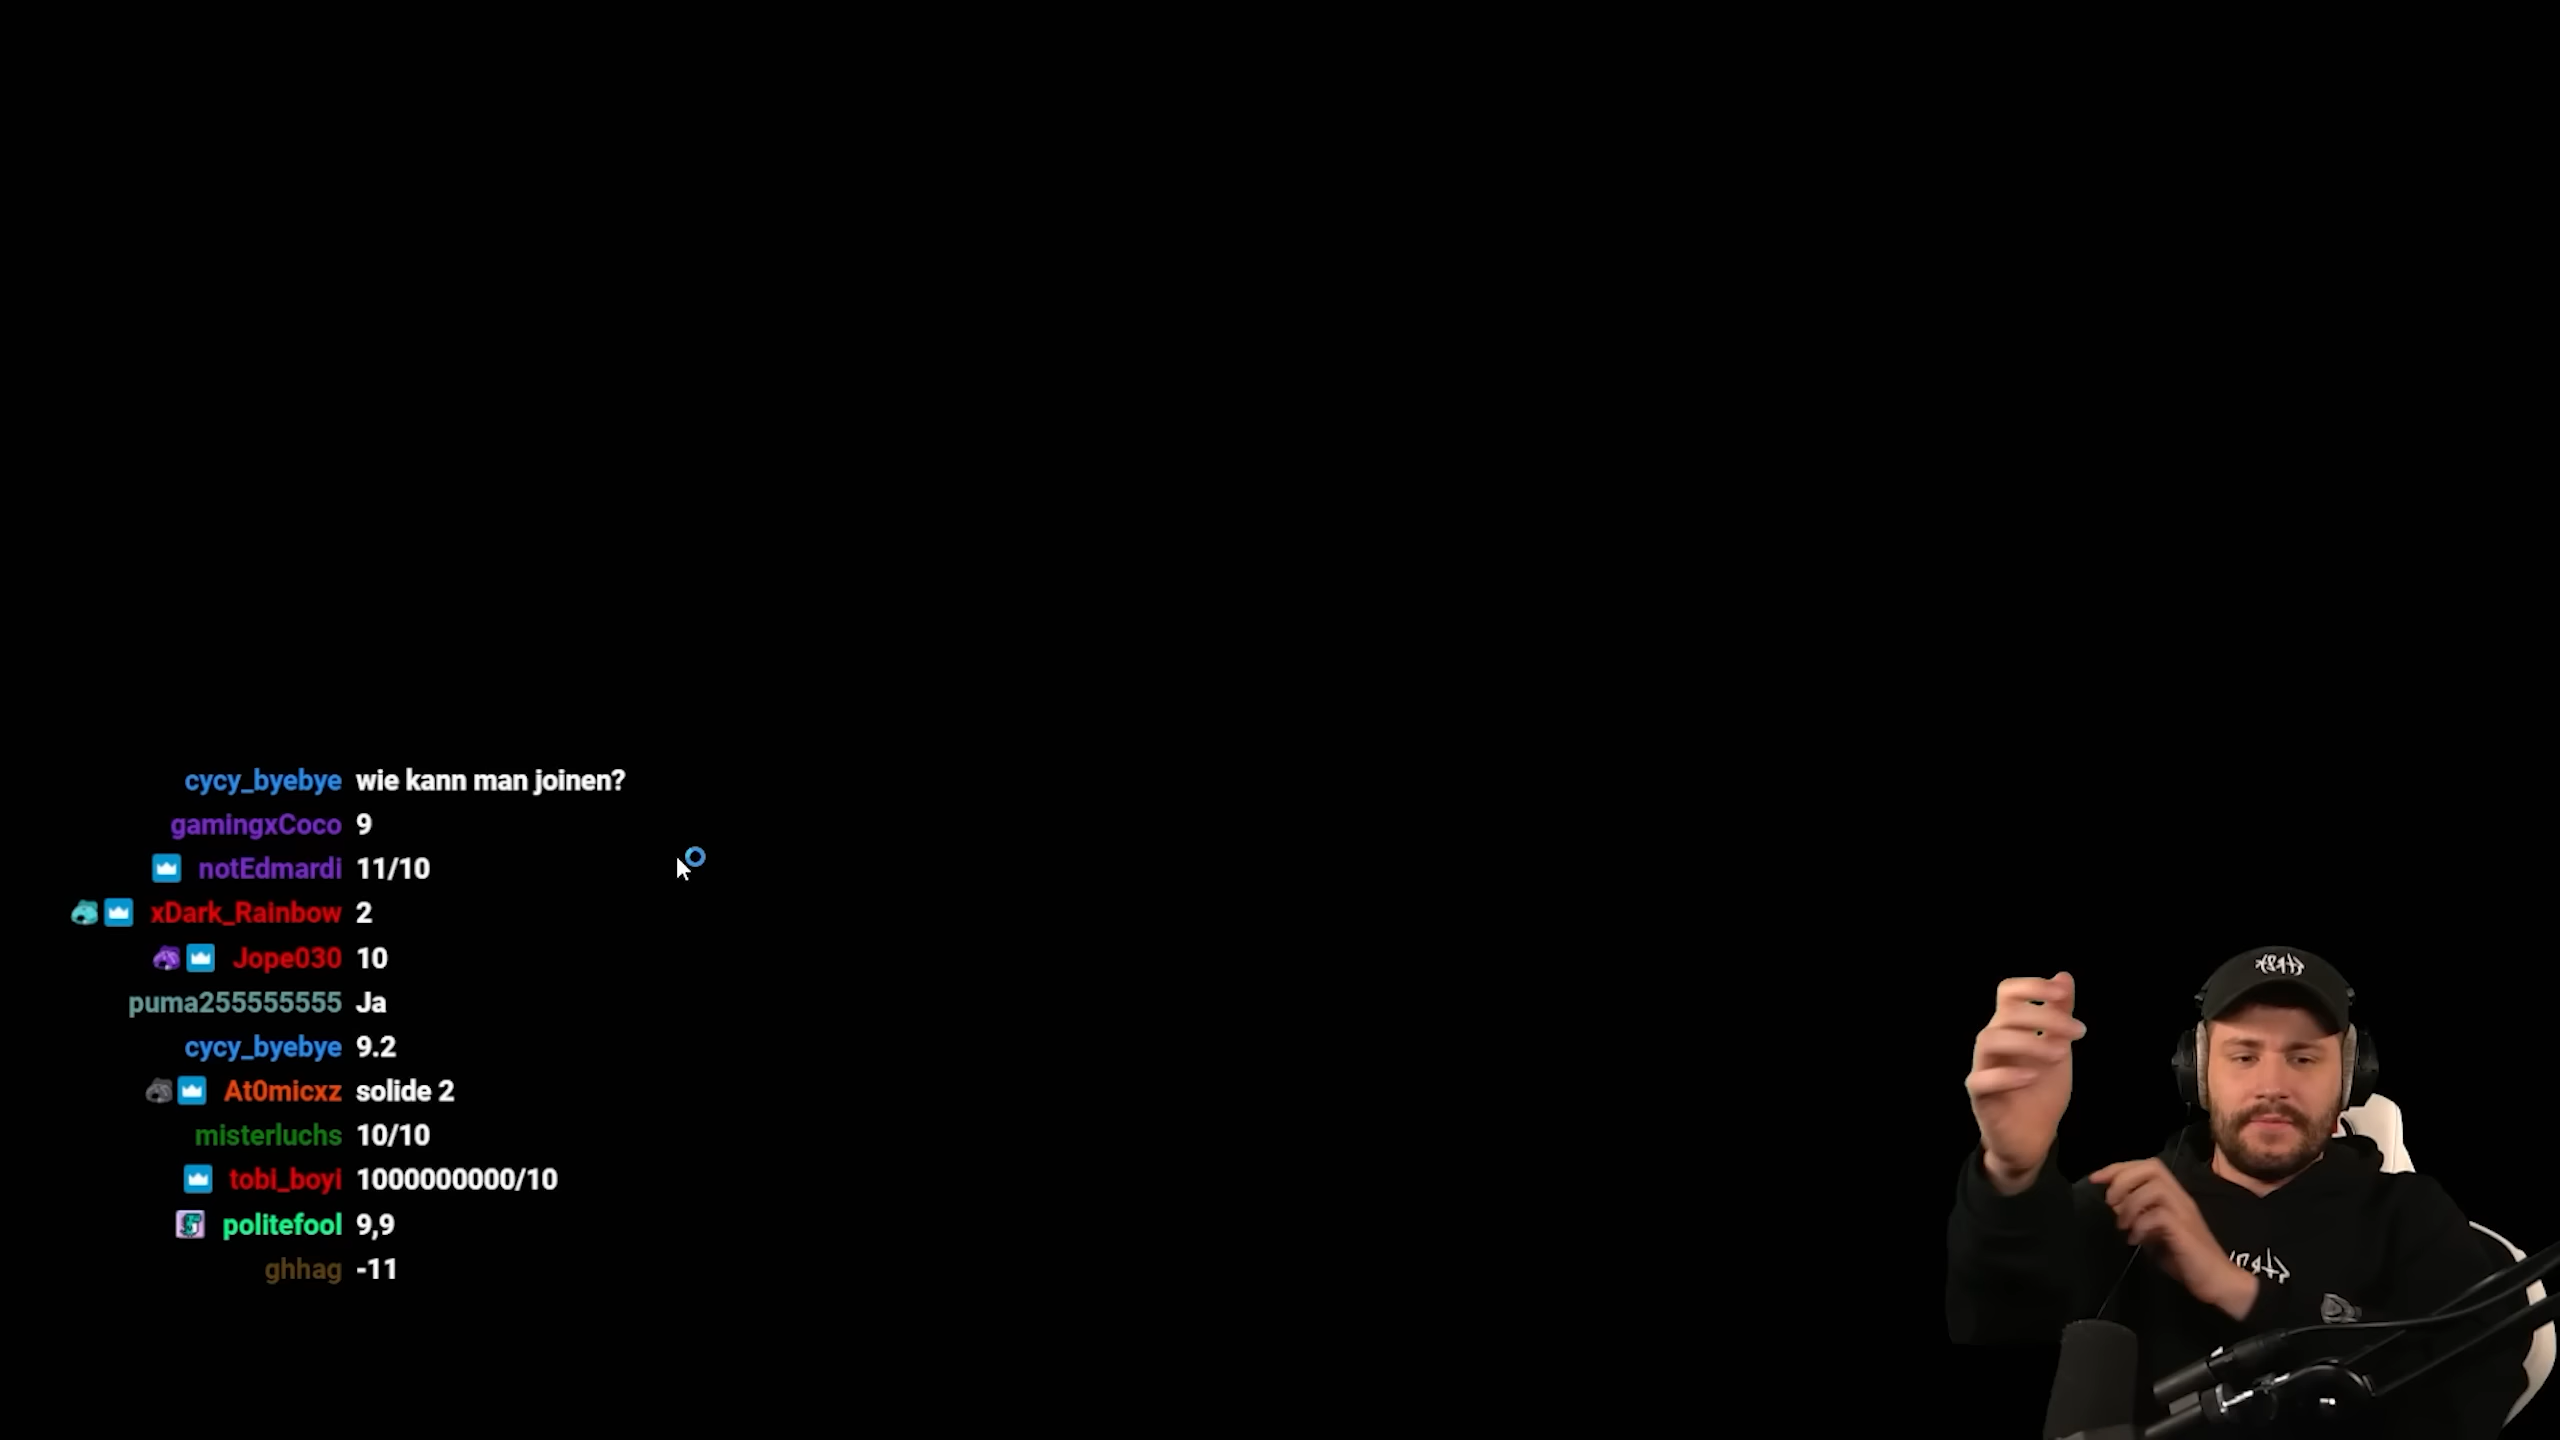 cycy_byebye wie kann man joinen?
gamingxCoco 9
notEdmardi 11/10
xDark_Rainbow 2
Jope030 10
puma255555555 Ja
cycy_byebye 9.2
At0micxz solide 2
misterluchs 10/10
tobi_boyi 1000000000/10
politefool 9,9
ghhag -11